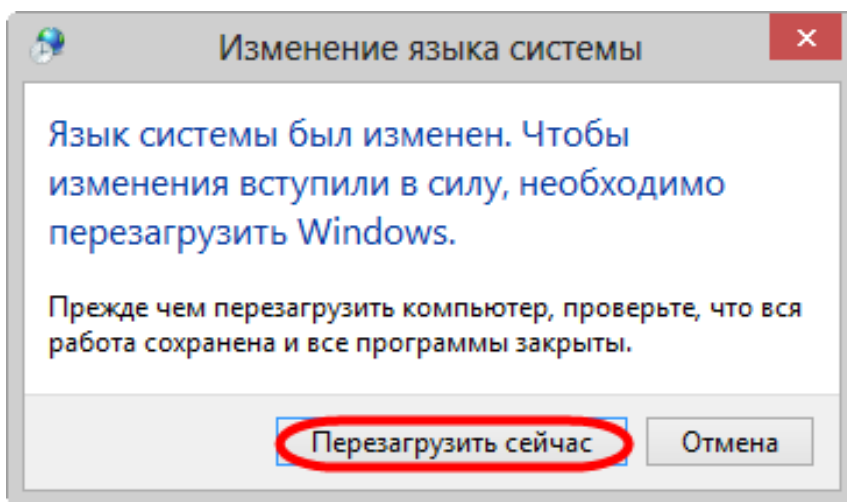 Изменение языка системы
Язык системы был изменен. Чтобы
изменения вступили в силу, необходимо
перезагрузить Windows.
Прежде чем перезагрузить компьютер, проверьте, что вся
работа сохранена и все программы закрыты.
Перезагрузить сейчас
Отмена